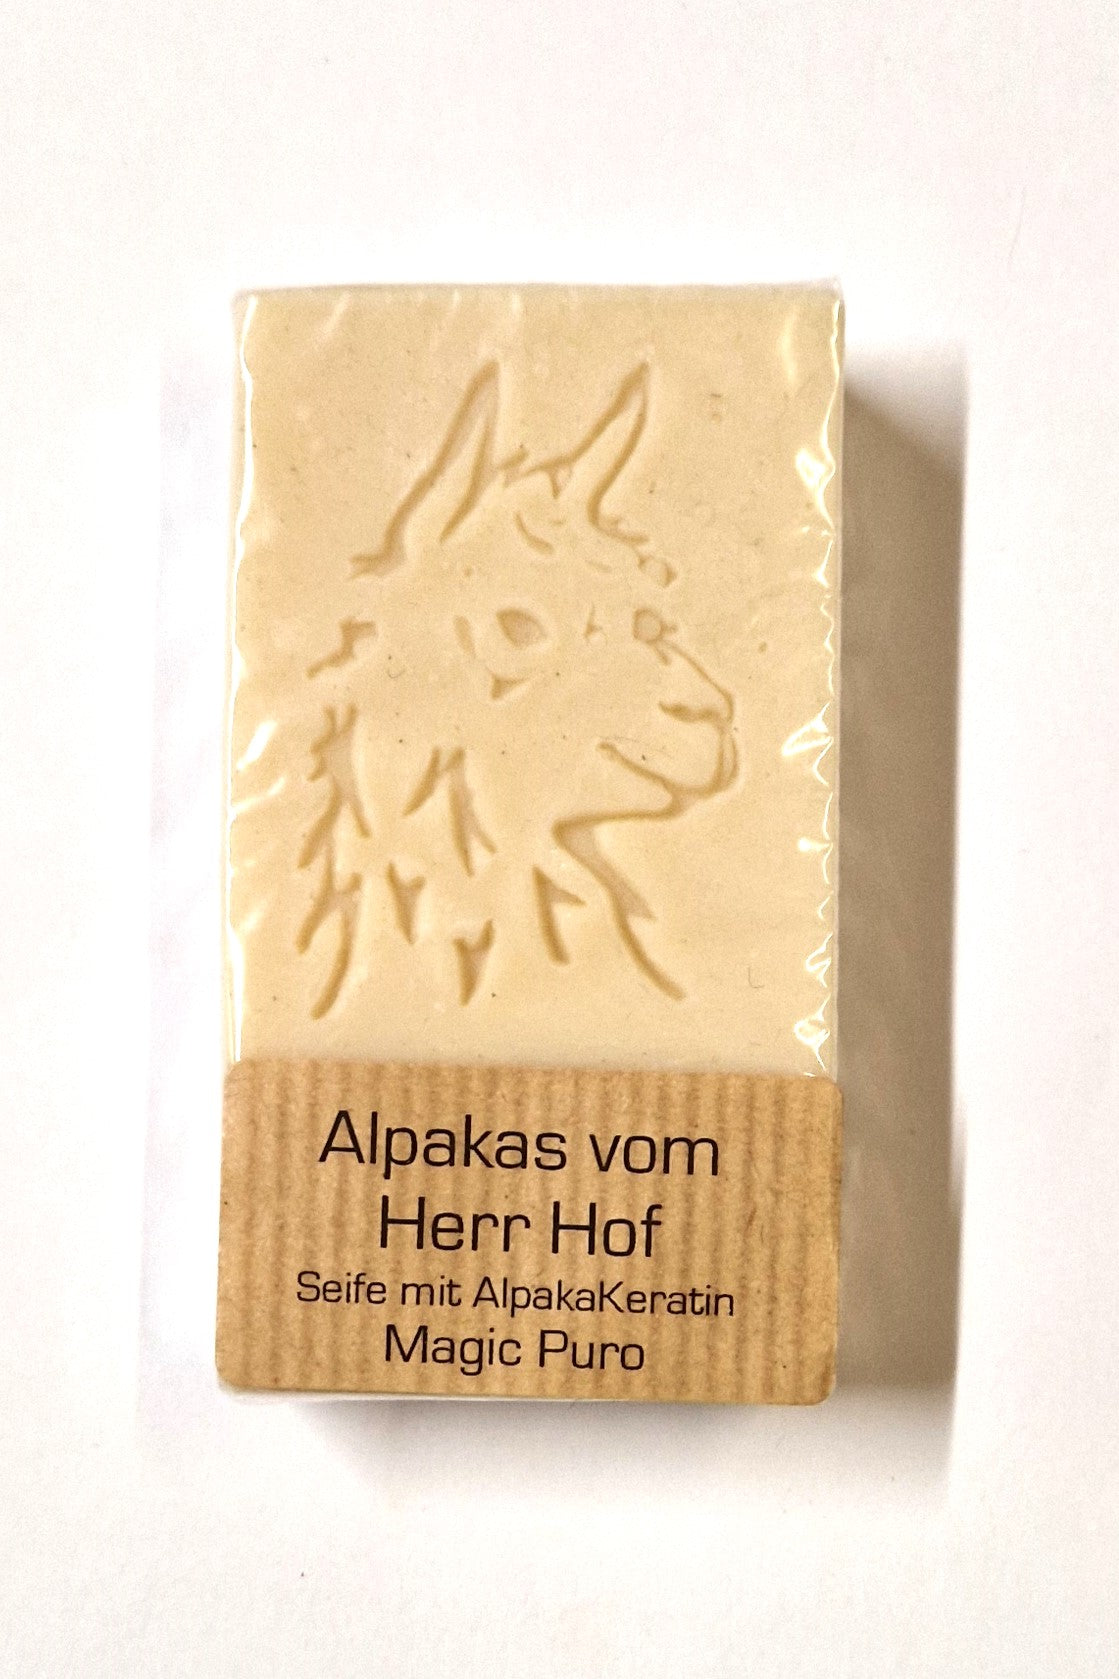 Alpakas vom
Herr Hof
Seife mit AlpakaKeratin
Magic Puro